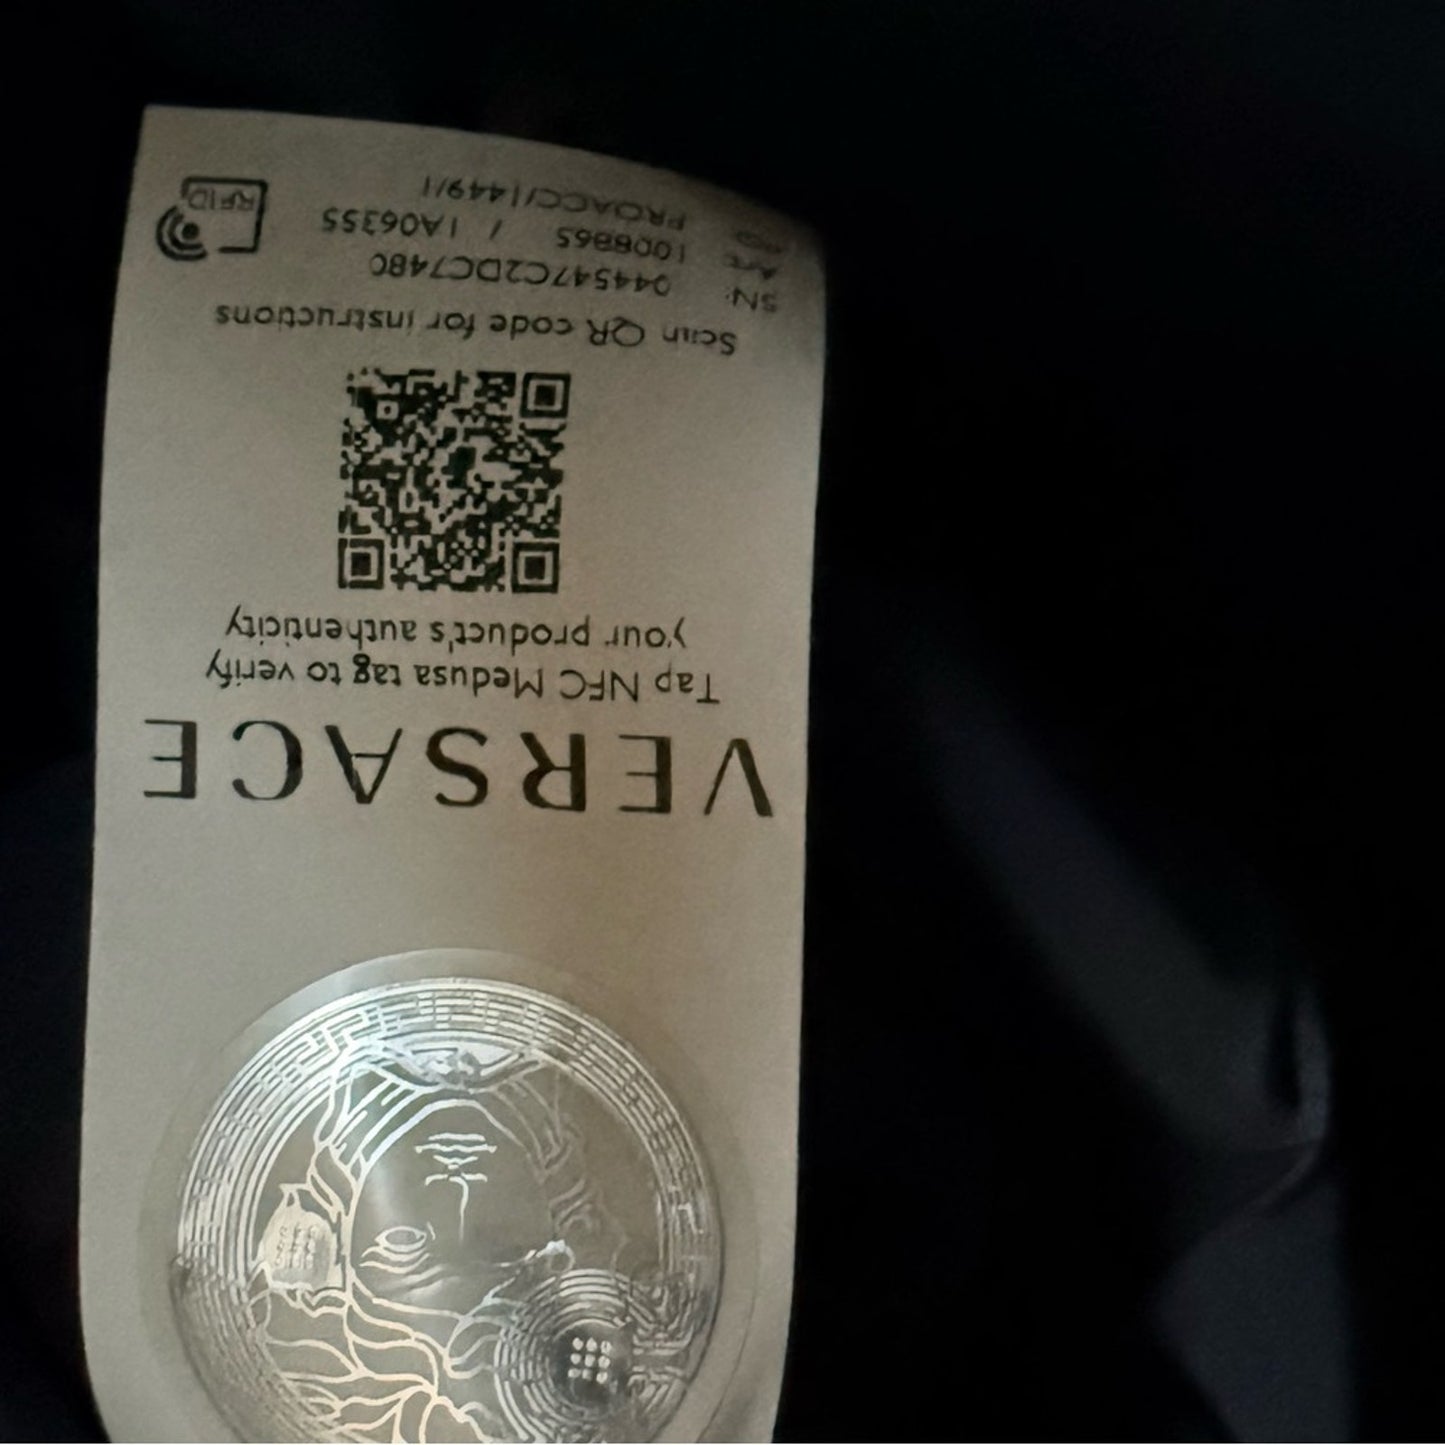 VERSACE
Tap NFC Medusa tag to verify
your product's authenticity
Scan QR code for instructions
SN: 044547C2DC7480
Art: 1008865 / 1A06355
PROACC/1449/1
RFID